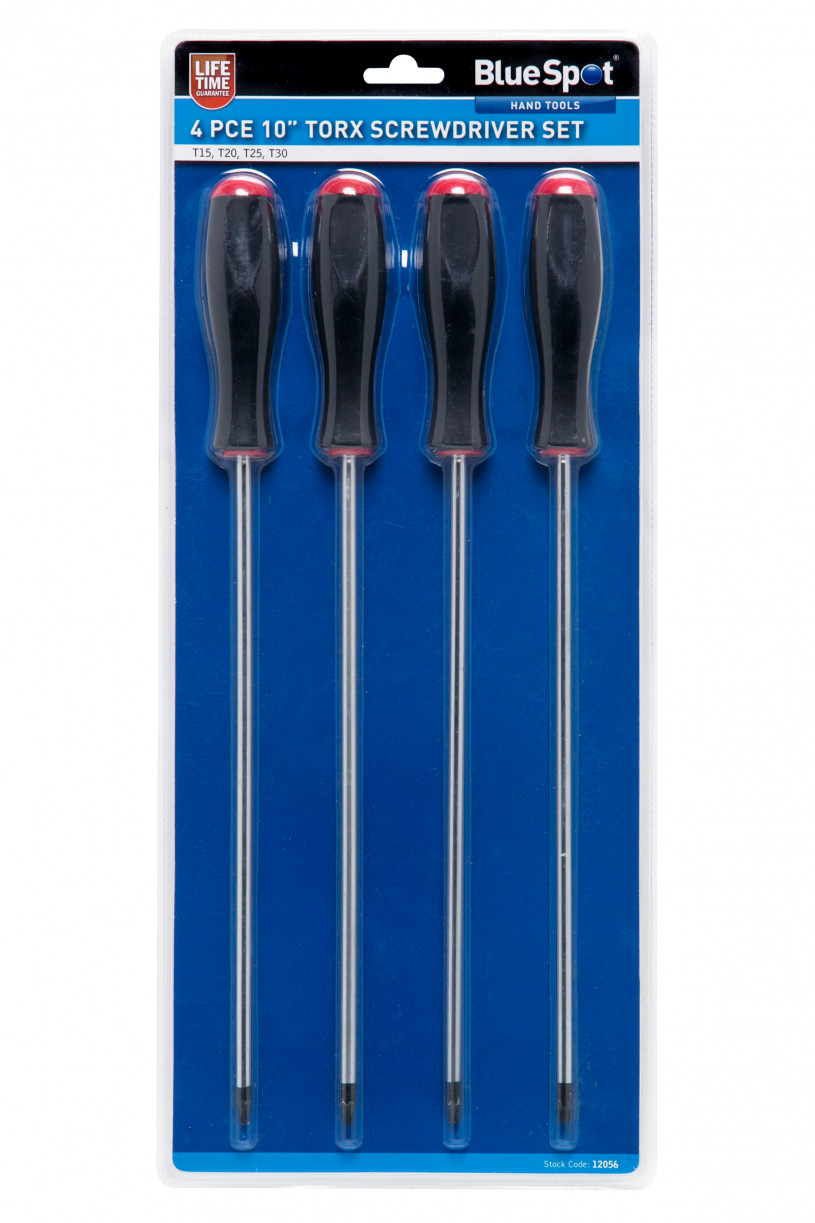 LIFE
TIME
GUARANTEE
BlueSpot®
HAND TOOLS
4 PCE 10” TORX SCREWDRIVER SET
T15, T20, T25, T30
Stock Code: 12056